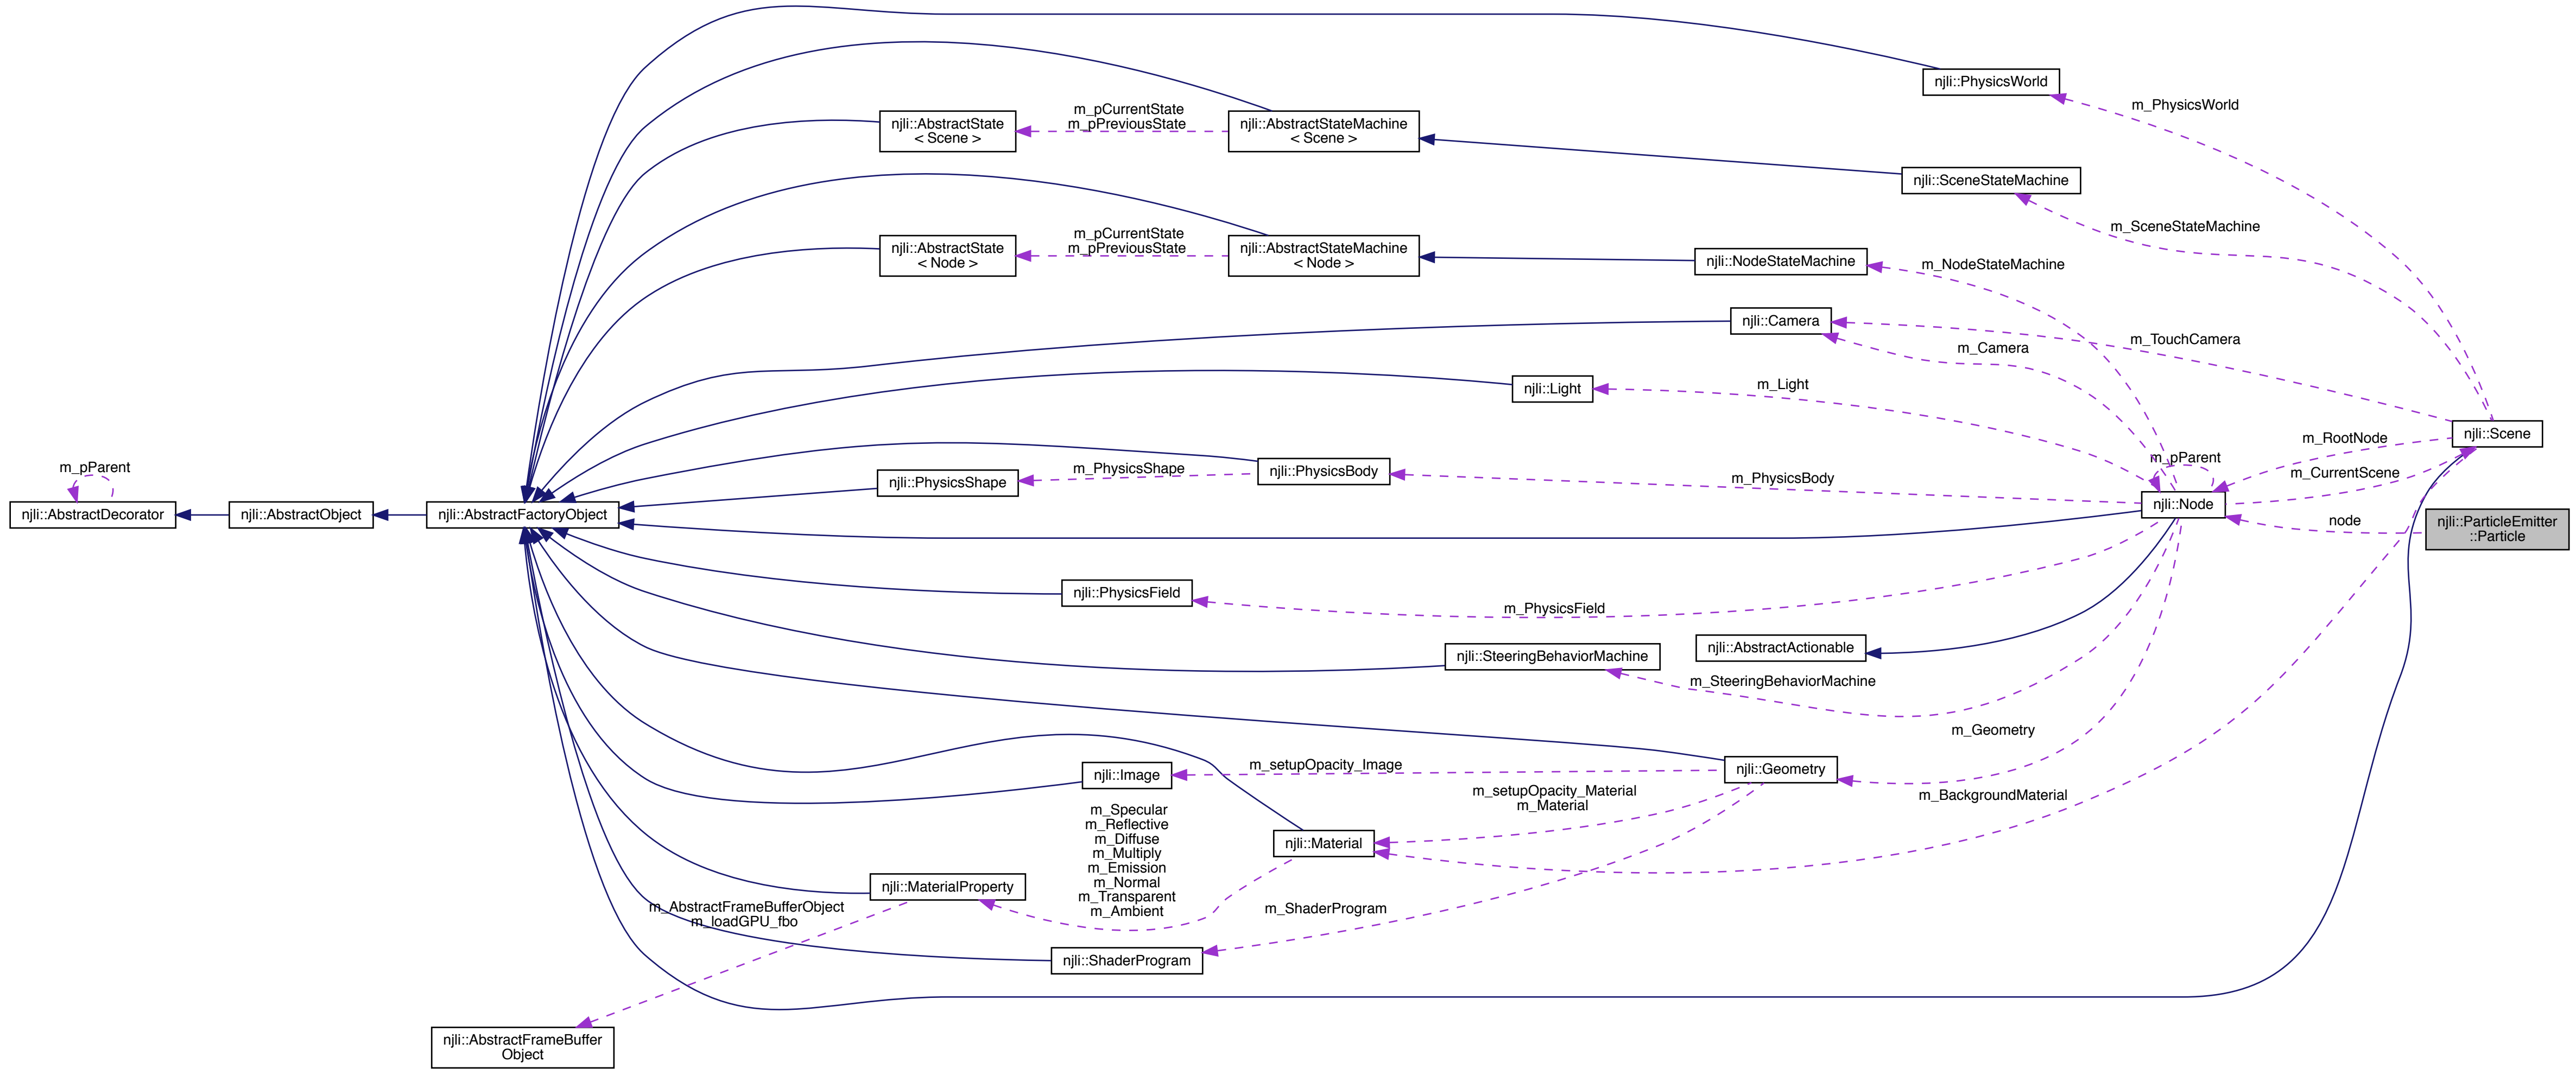 njli::PhysicsWorld
m_PhysicsWorld
njli::AbstractState
< Scene >
m_pCurrentState
m_pPreviousState
njli::AbstractStateMachine
< Scene >
njli::SceneStateMachine
m_SceneStateMachine
njli::AbstractState
< Node >
m_pCurrentState
m_pPreviousState
njli::AbstractStateMachine
< Node >
njli::NodeStateMachine
m_NodeStateMachine
njli::Camera
m_TouchCamera
m_Camera
njli::Light
m_Light
njli::Scene
m_RootNode
m_pParent
m_CurrentScene
m_pParent
njli::PhysicsShape
m_PhysicsShape
njli::PhysicsBody
m_PhysicsBody
njli::AbstractDecorator
njli::AbstractObject
njli::AbstractFactoryObject
njli::Node
node
njli::ParticleEmitter
::Particle
njli::PhysicsField
m_PhysicsField
njli::AbstractActionable
njli::SteeringBehaviorMachine
m_SteeringBehaviorMachine
m_Geometry
njli::Image
m_setupOpacity_Image
njli::Geometry
m_setupOpacity_Material
m_Material
m_BackgroundMaterial
m_Specular
m_Reflective
m_Diffuse
m_Multiply
m_Emission
m_Normal
m_Transparent
m_Ambient
njli::Material
njli::MaterialProperty
m_AbstractFrameBufferObject
m_loadGPU_fbo
m_ShaderProgram
njli::ShaderProgram
njli::AbstractFrameBuffer
Object